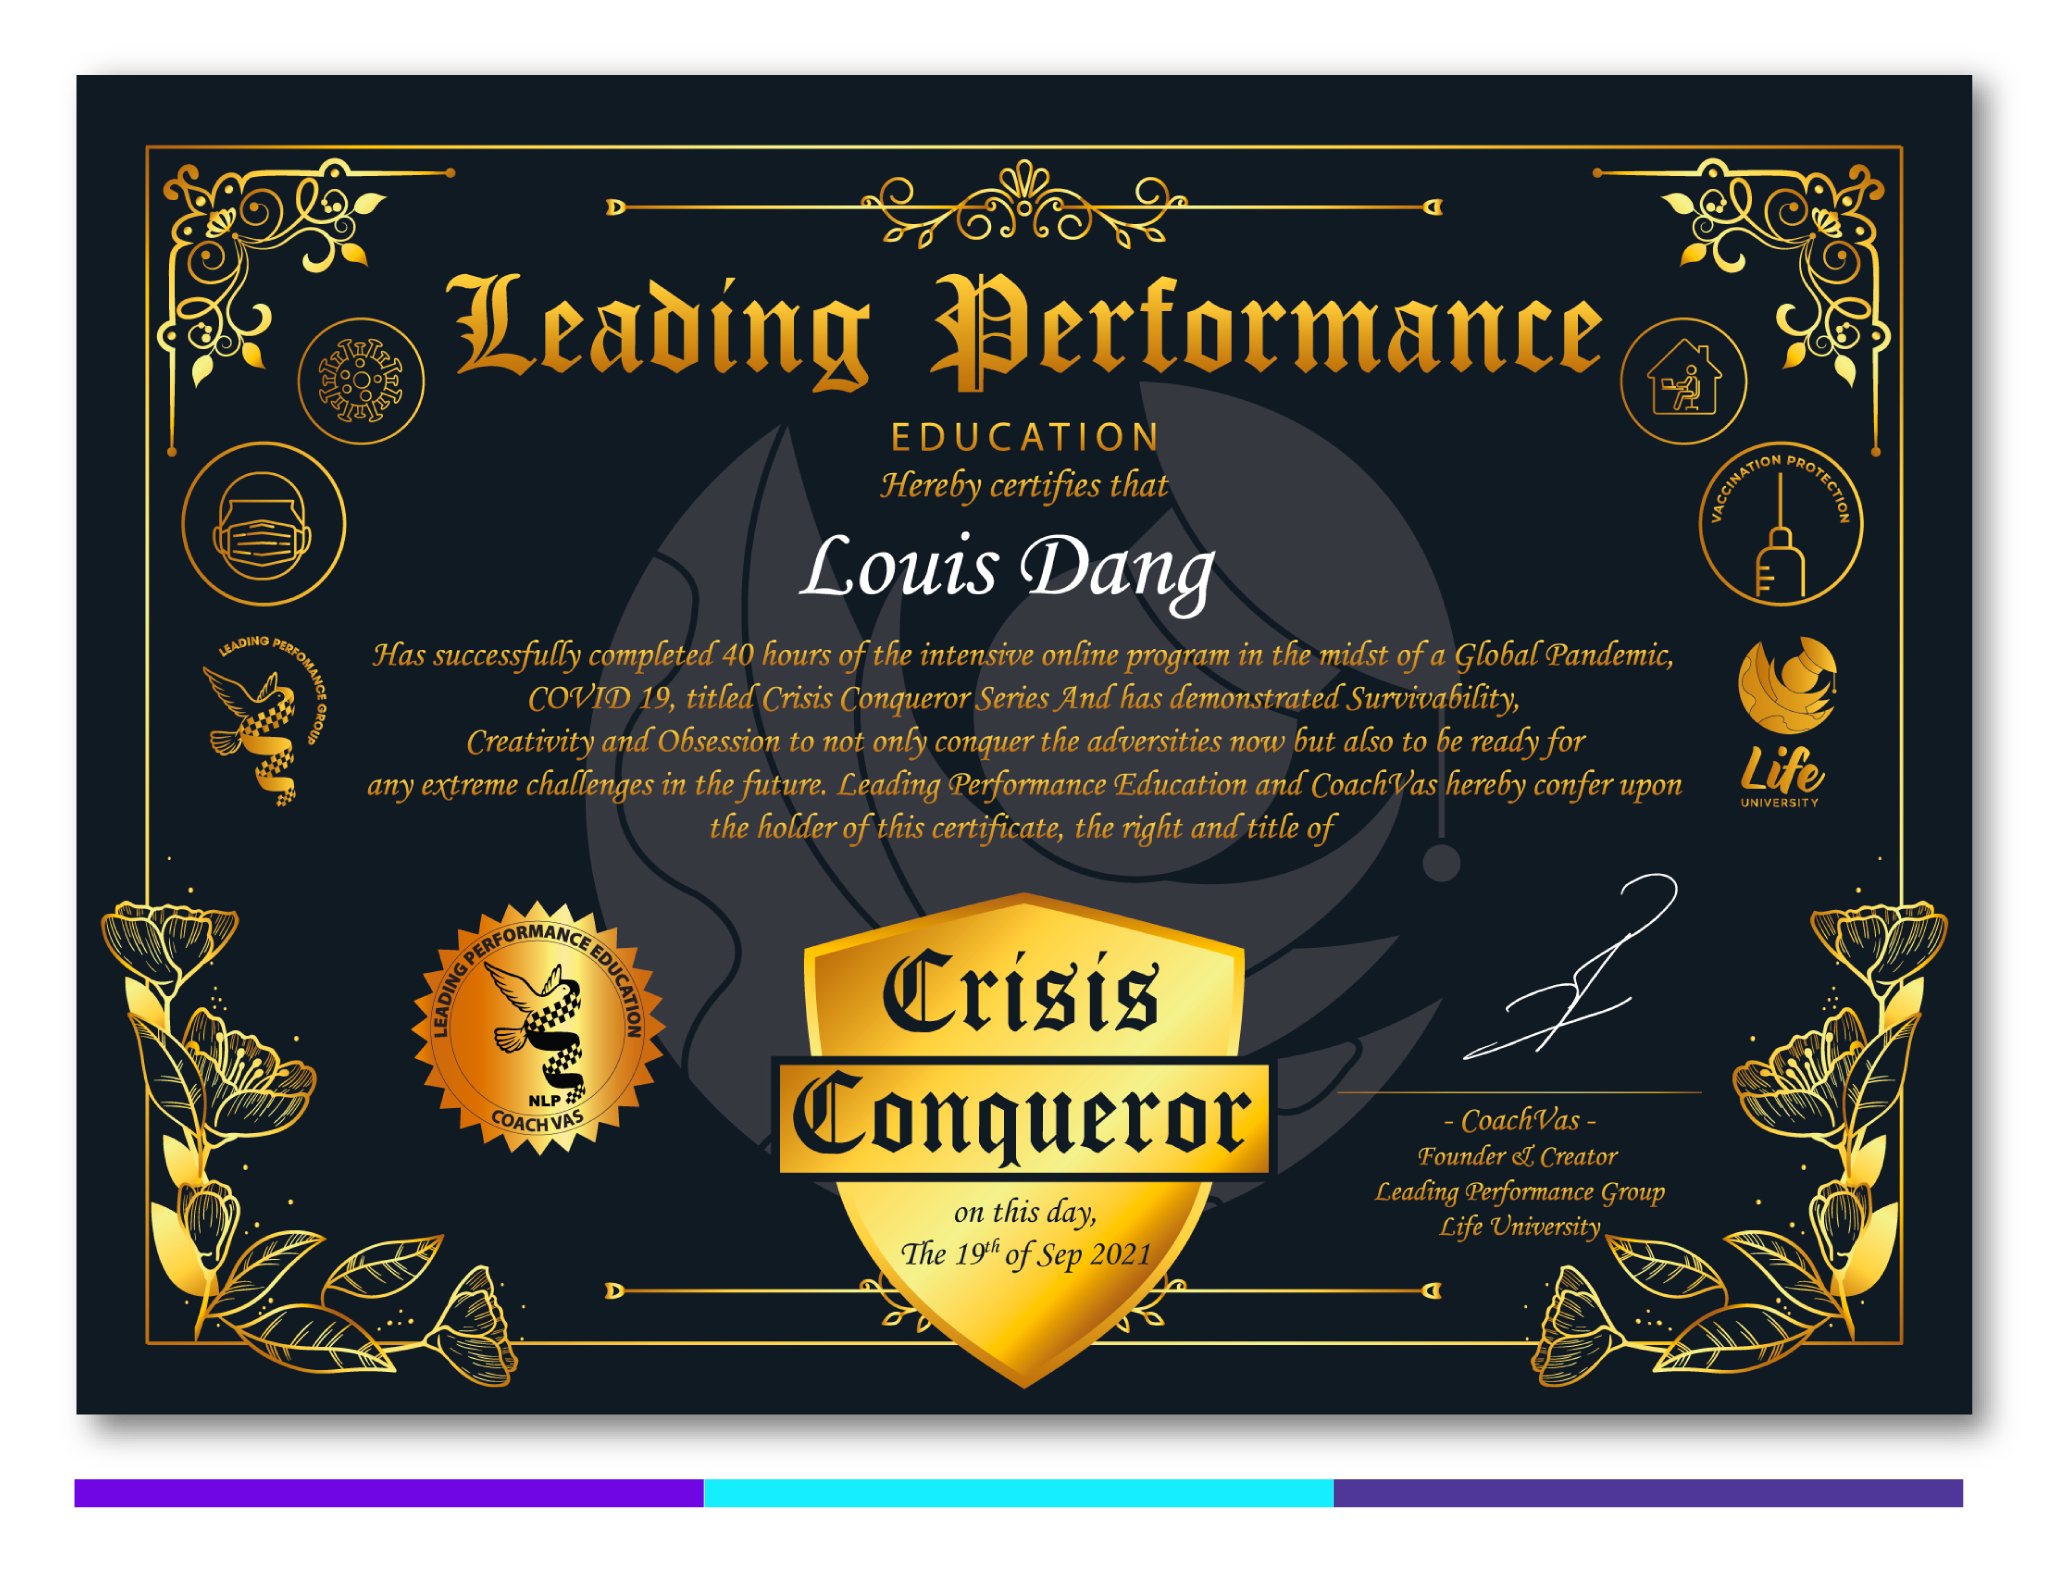 Leading Performance
EDUCATION
Hereby certifies that
VACCINATION PROTECTION
Louis Dang
LEADING PERFOMANCE GROUP
Has successfully completed 40 hours of the intensive online program in the midst of a Global Pandemic,
COVID 19, titled Crisis Conqueror Series And has demonstrated Survivability,
Creativity and Obsession to not only conquer the adversities now but also to be ready for
any extreme challenges in the future. Leading Performance Education and CoachVas hereby confer upon
the holder of this certificate, the right and title of
Life
UNIVERSITY
LEADING PERFORMANCE EDUCATION
NLP
COACH VAS
Crisis
Conqueror
on this day,
The 19th of Sep 2021
- CoachVas -
Founder & Creator
Leading Performance Group
Life University